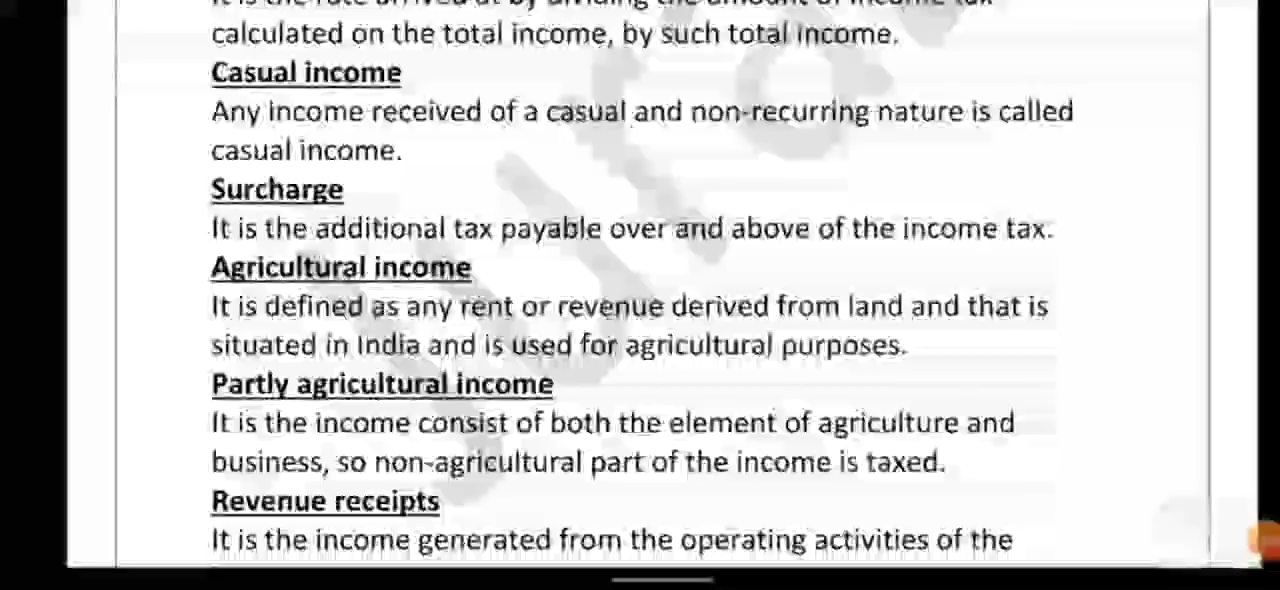 calculated on the total income, by such total income.
Casual income
Any income received of a casual and non-recurring nature is called
casual income.
Surcharge
It is the additional tax payable over and above of the income tax.
Agricultural income
It is defined as any rent or revenue derived from land and that is
situated in India and is used for agricultural purposes.
Partly agricultural income
It is the income consist of both the element of agriculture and
business, so non-agricultural part of the income is taxed.
Revenue receipts
It is the income generated from the operating activities of the